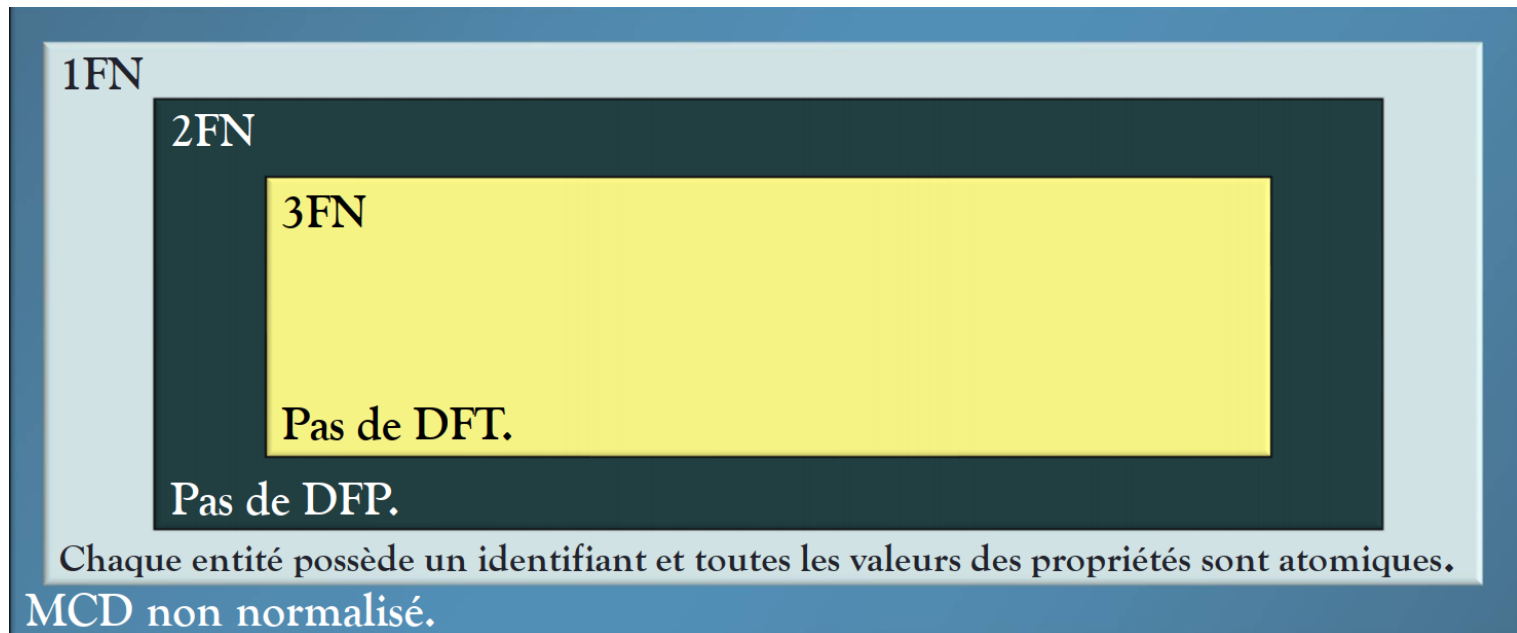 1FN
2FN
3FN
Pas de DFT.
Pas de DFP.
Chaque entité possède un identifiant et toutes les valeurs des propriétés sont atomiques.
MCD non normalisé.